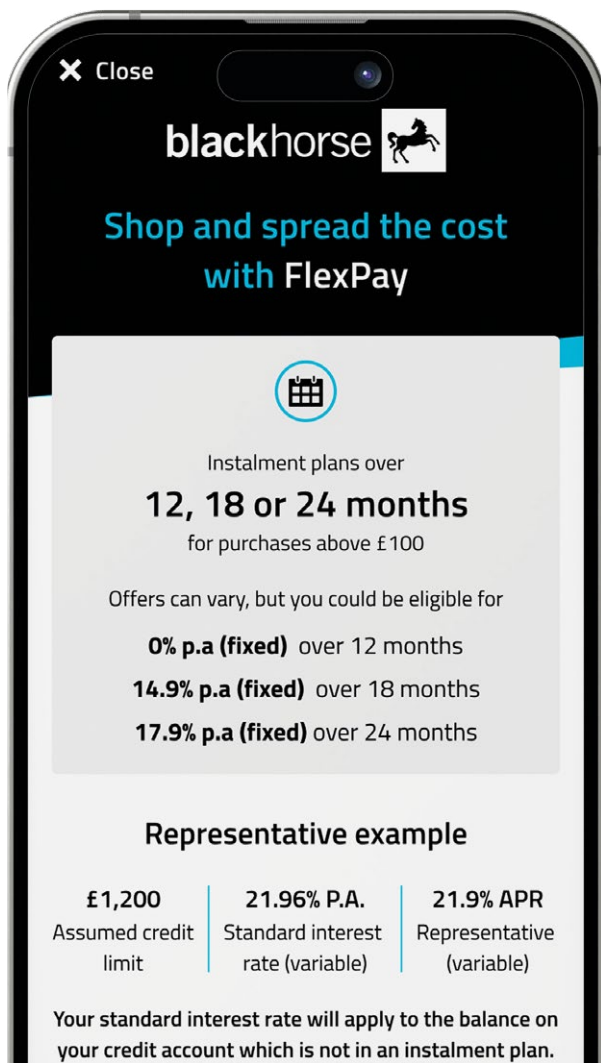 Close
blackhorse
Shop and spread the cost
with FlexPay
Instalment plans over
12, 18 or 24 months
for purchases above £100
Offers can vary, but you could be eligible for
0% p.a (fixed) over 12 months
14.9% p.a (fixed) over 18 months
17.9% p.a (fixed) over 24 months
Representative example
£1,200 21.96% P.A. 21.9% APR
Assumed credit Standard interest Representative
limit rate (variable) (variable)
Your standard interest rate will apply to the balance on
your credit account which is not in an instalment plan.